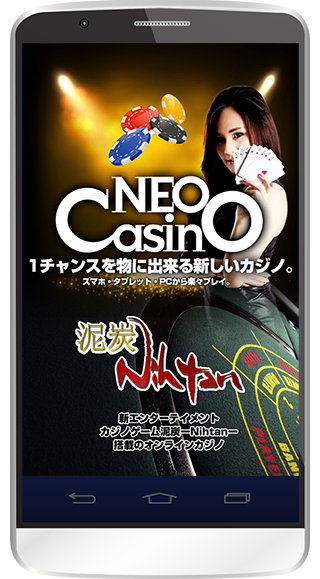 NEO
Casino
1チャンスを物に出来る新しいカジノ。
スマホ・タブレット・PCから楽々プレイ。
泥炭
Nihtan
新エンターテイメント
カジノゲーム泥炭ーNihtanー
搭載のオンラインカジノ
PLAYER
BANK